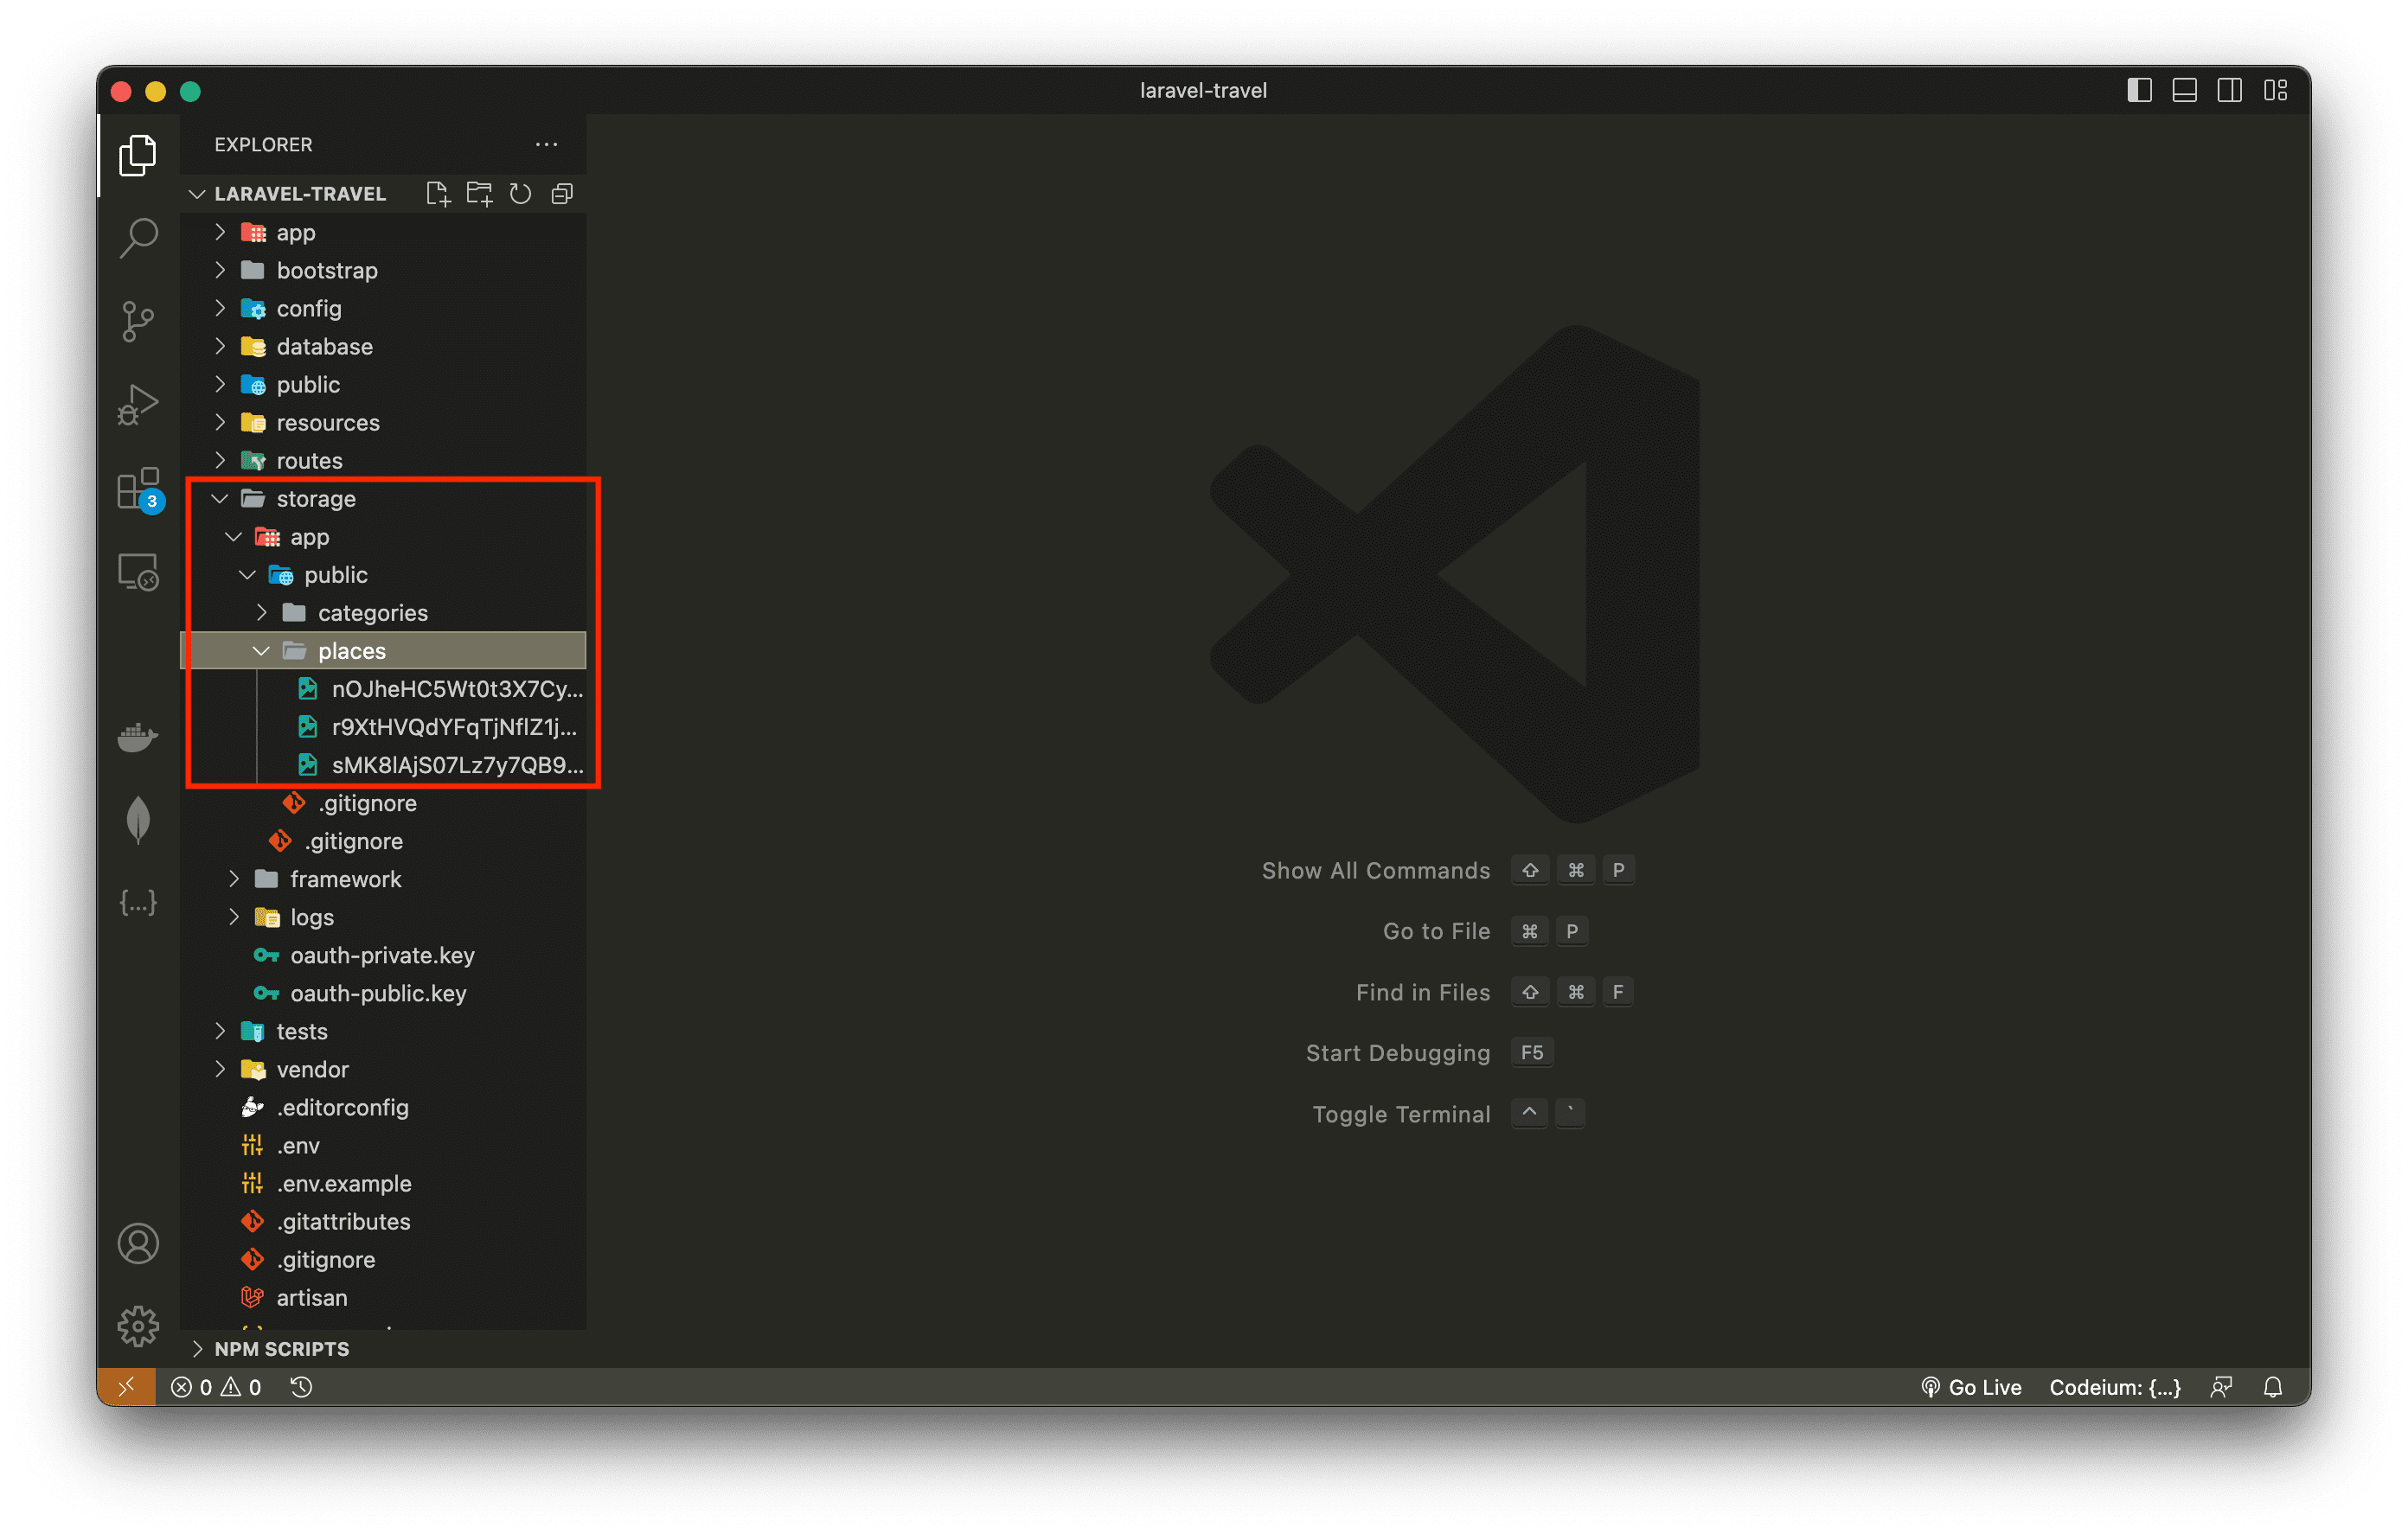 laravel-travel
EXPLORER
LARAVEL-TRAVEL
app
bootstrap
config
database
public
resources
routes
storage
app
public
categories
places
nOJheHC5Wt0t3X7Cy...
r9XtHVQdYFqTjNflZ1j...
sMK8lAjS07Lz7y7QB9...
.gitignore
.gitignore
framework
logs
oauth-private.key
oauth-public.key
tests
vendor
.editorconfig
.env
.env.example
.gitattributes
.gitignore
artisan
NPM SCRIPTS
3
{...}
Show All Commands ⇧ ⌘ P
Go to File ⌘ P
Find in Files ⇧ ⌘ F
Start Debugging F5
Toggle Terminal ^ `
0 0
Go Live Codeium: {...}